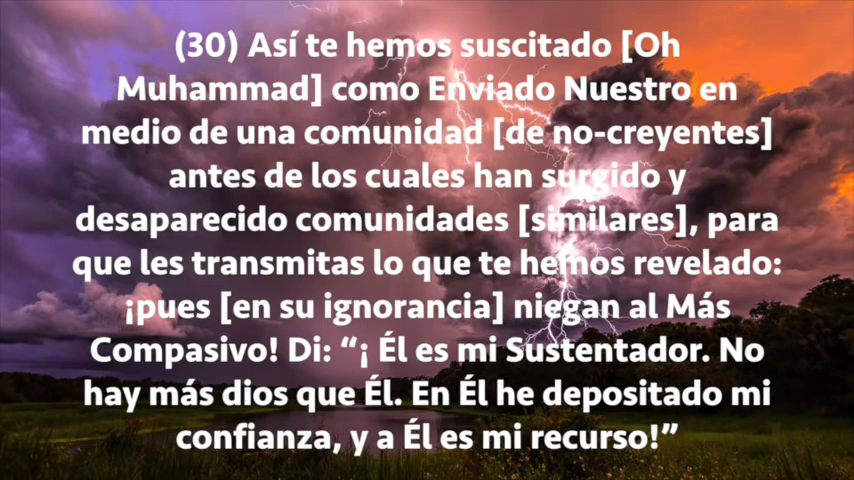 (30) Así te hemos suscitado [Oh
Muhammad] como Enviado Nuestro en
medio de una comunidad [de no-creyentes]
antes de los cuales han surgido y
desaparecido comunidades [similares], para
que les transmitas lo que te hemos revelado:
¡pues [en su ignorancia] niegan al Más
Compasivo! Di: “¡ Él es mi Sustentador. No
hay más dios que Él. En Él he depositado mi
confianza, y a Él es mi recurso!”